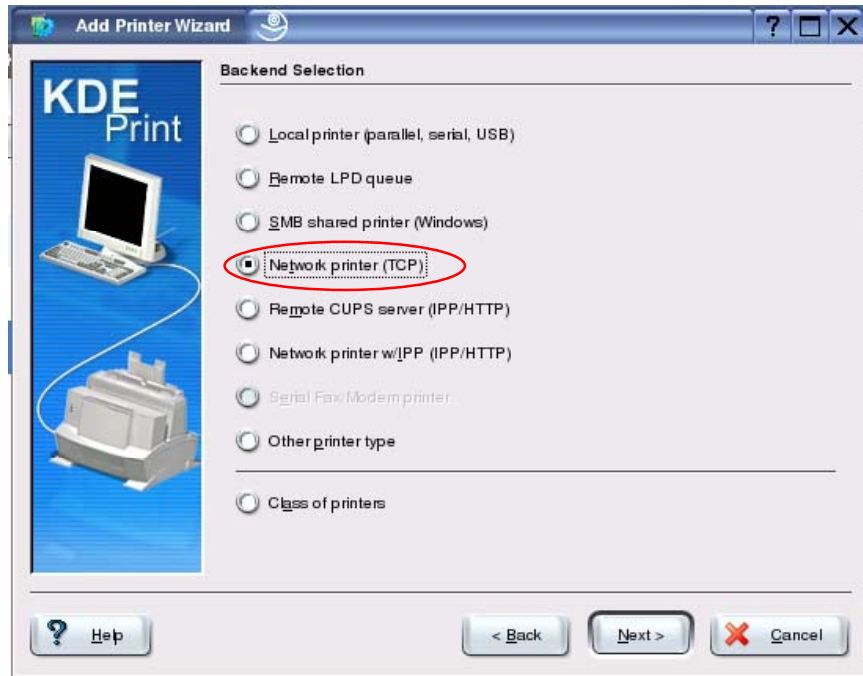 Add Printer Wizard
?
Backend Selection
KDE
Print
Local printer (parallel, serial, USB)
Remote LPD queue
SMB shared printer (Windows)
Network printer (TCP)
Remote CUPS server (IPP/HTTP)
Network printer w/IPP (IPP/HTTP)
Serial Fax/Modem printer
Other printer type
Class of printers
? Help
< Back
Next >
Cancel